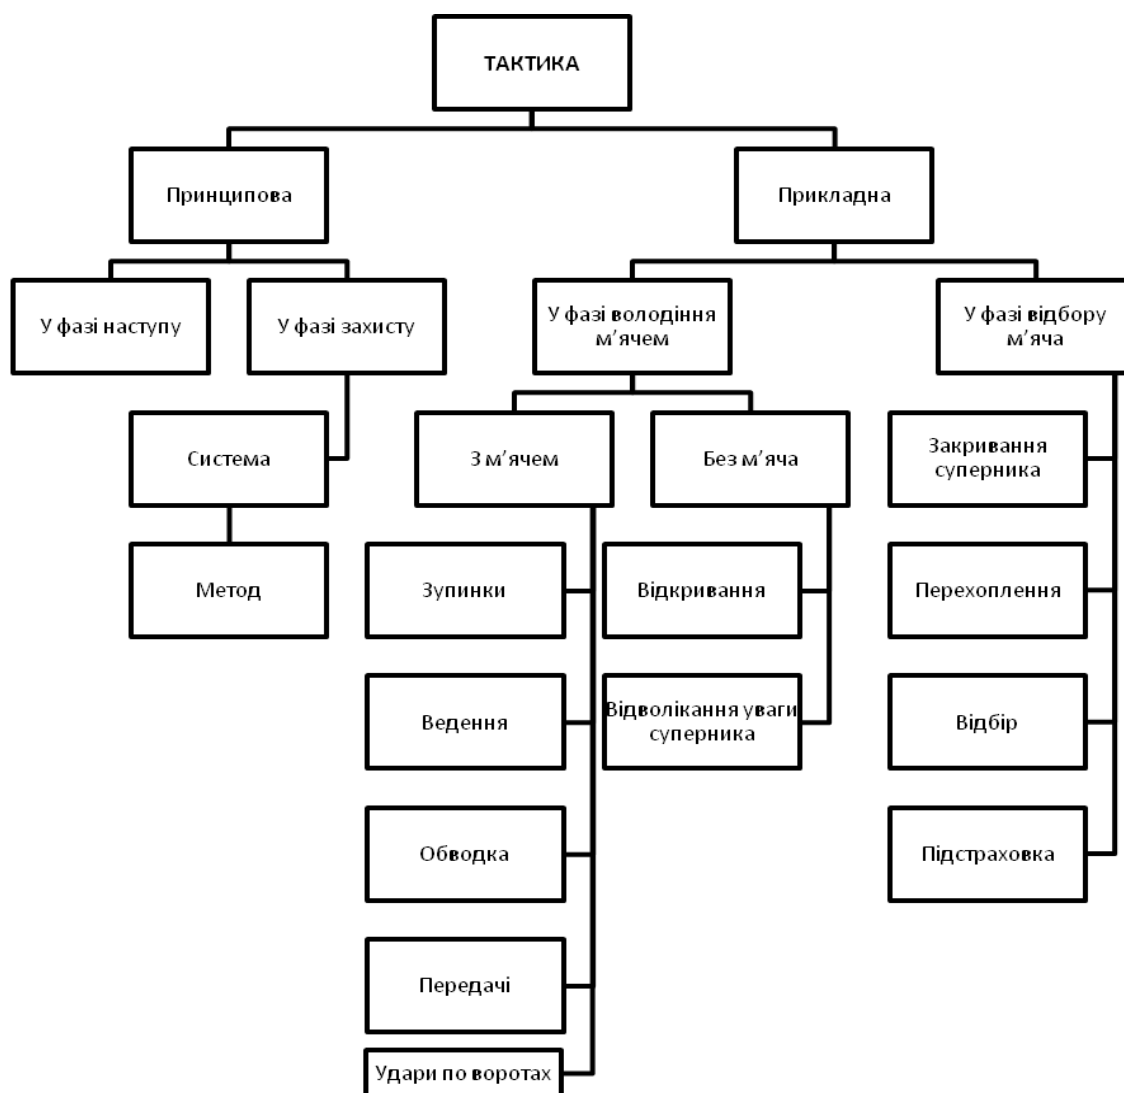 ТАКТИКА
Принципова
Прикладна
У фазі наступу
У фазі захисту
У фазі володіння
м’ячем
У фазі відбору
м’яча
Система
З м’ячем
Без м’яча
Закривання
суперника
Метод
Зупинки
Відкривання
Перехоплення
Ведення
Відволікання уваги
суперника
Відбір
Обводка
Підстраховка
Передачі
Удари по воротах